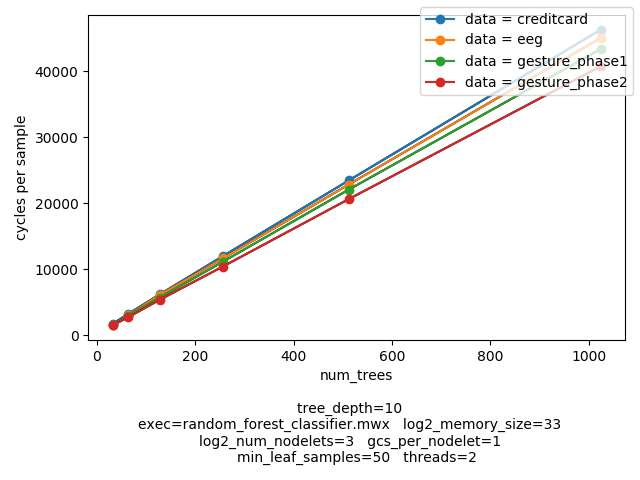 data = creditcard
data = eeg
data = gesture_phase1
data = gesture_phase2
cycles per sample
40000
30000
20000
10000
0
0 200 400 600 800 1000
num_trees
tree_depth=10
exec=random_forest_classifier.mwx log2_memory_size=33
log2_num_nodelets=3 gcs_per_nodelet=1
min_leaf_samples=50 threads=2